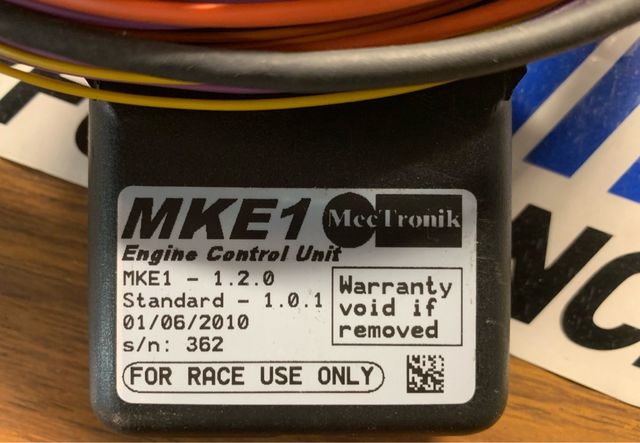 MKE1 MecTronik
Engine Control Unit
MKE1 - 1.2.0
Standard - 1.0.1
01/06/2010
s/n: 362
Warranty
void if
removed
FOR RACE USE ONLY
NC